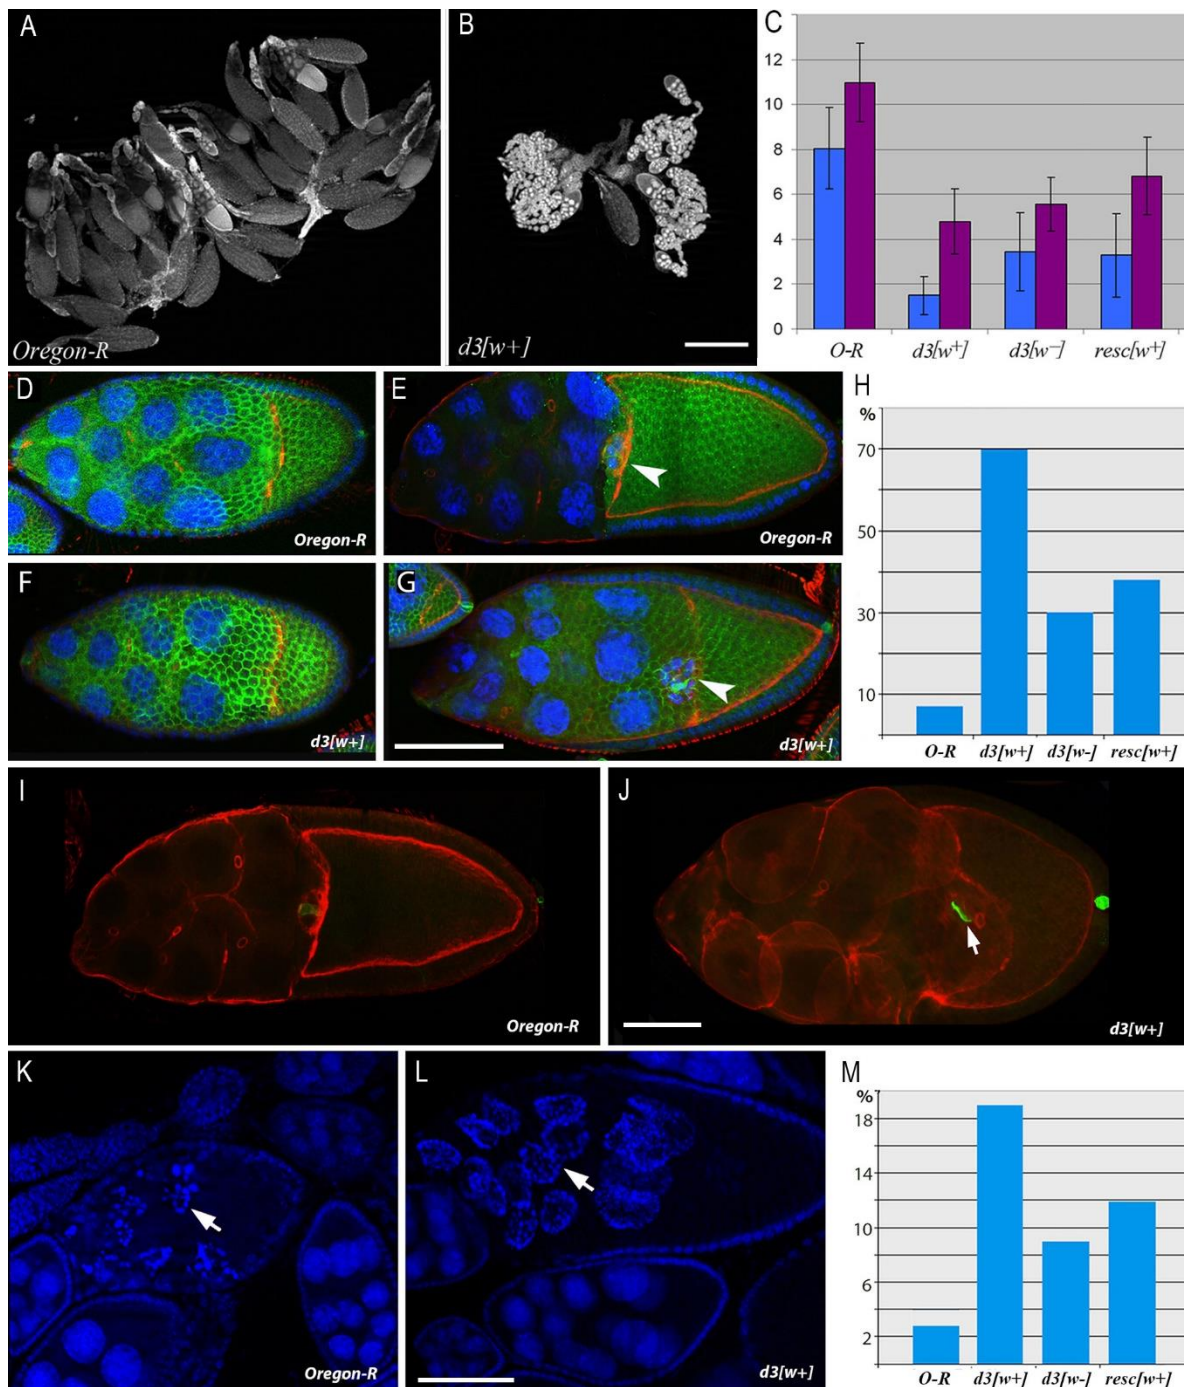 A
Oregon-R
B
d3[w+]
C
12
10
8
6
4
2
0
O-R d3[w+] d3[w−] resc[w+]
D
Oregon-R
E
Oregon-R
F
d3[w+]
G
d3[w+]
H
%
70
50
30
10
O-R d3[w+] d3[w-] resc[w+]
I
Oregon-R
J
d3[w+]
K
Oregon-R
L
d3[w+]
M
%
18
14
10
6
2
O-R d3[w+] d3[w-] resc[w+]